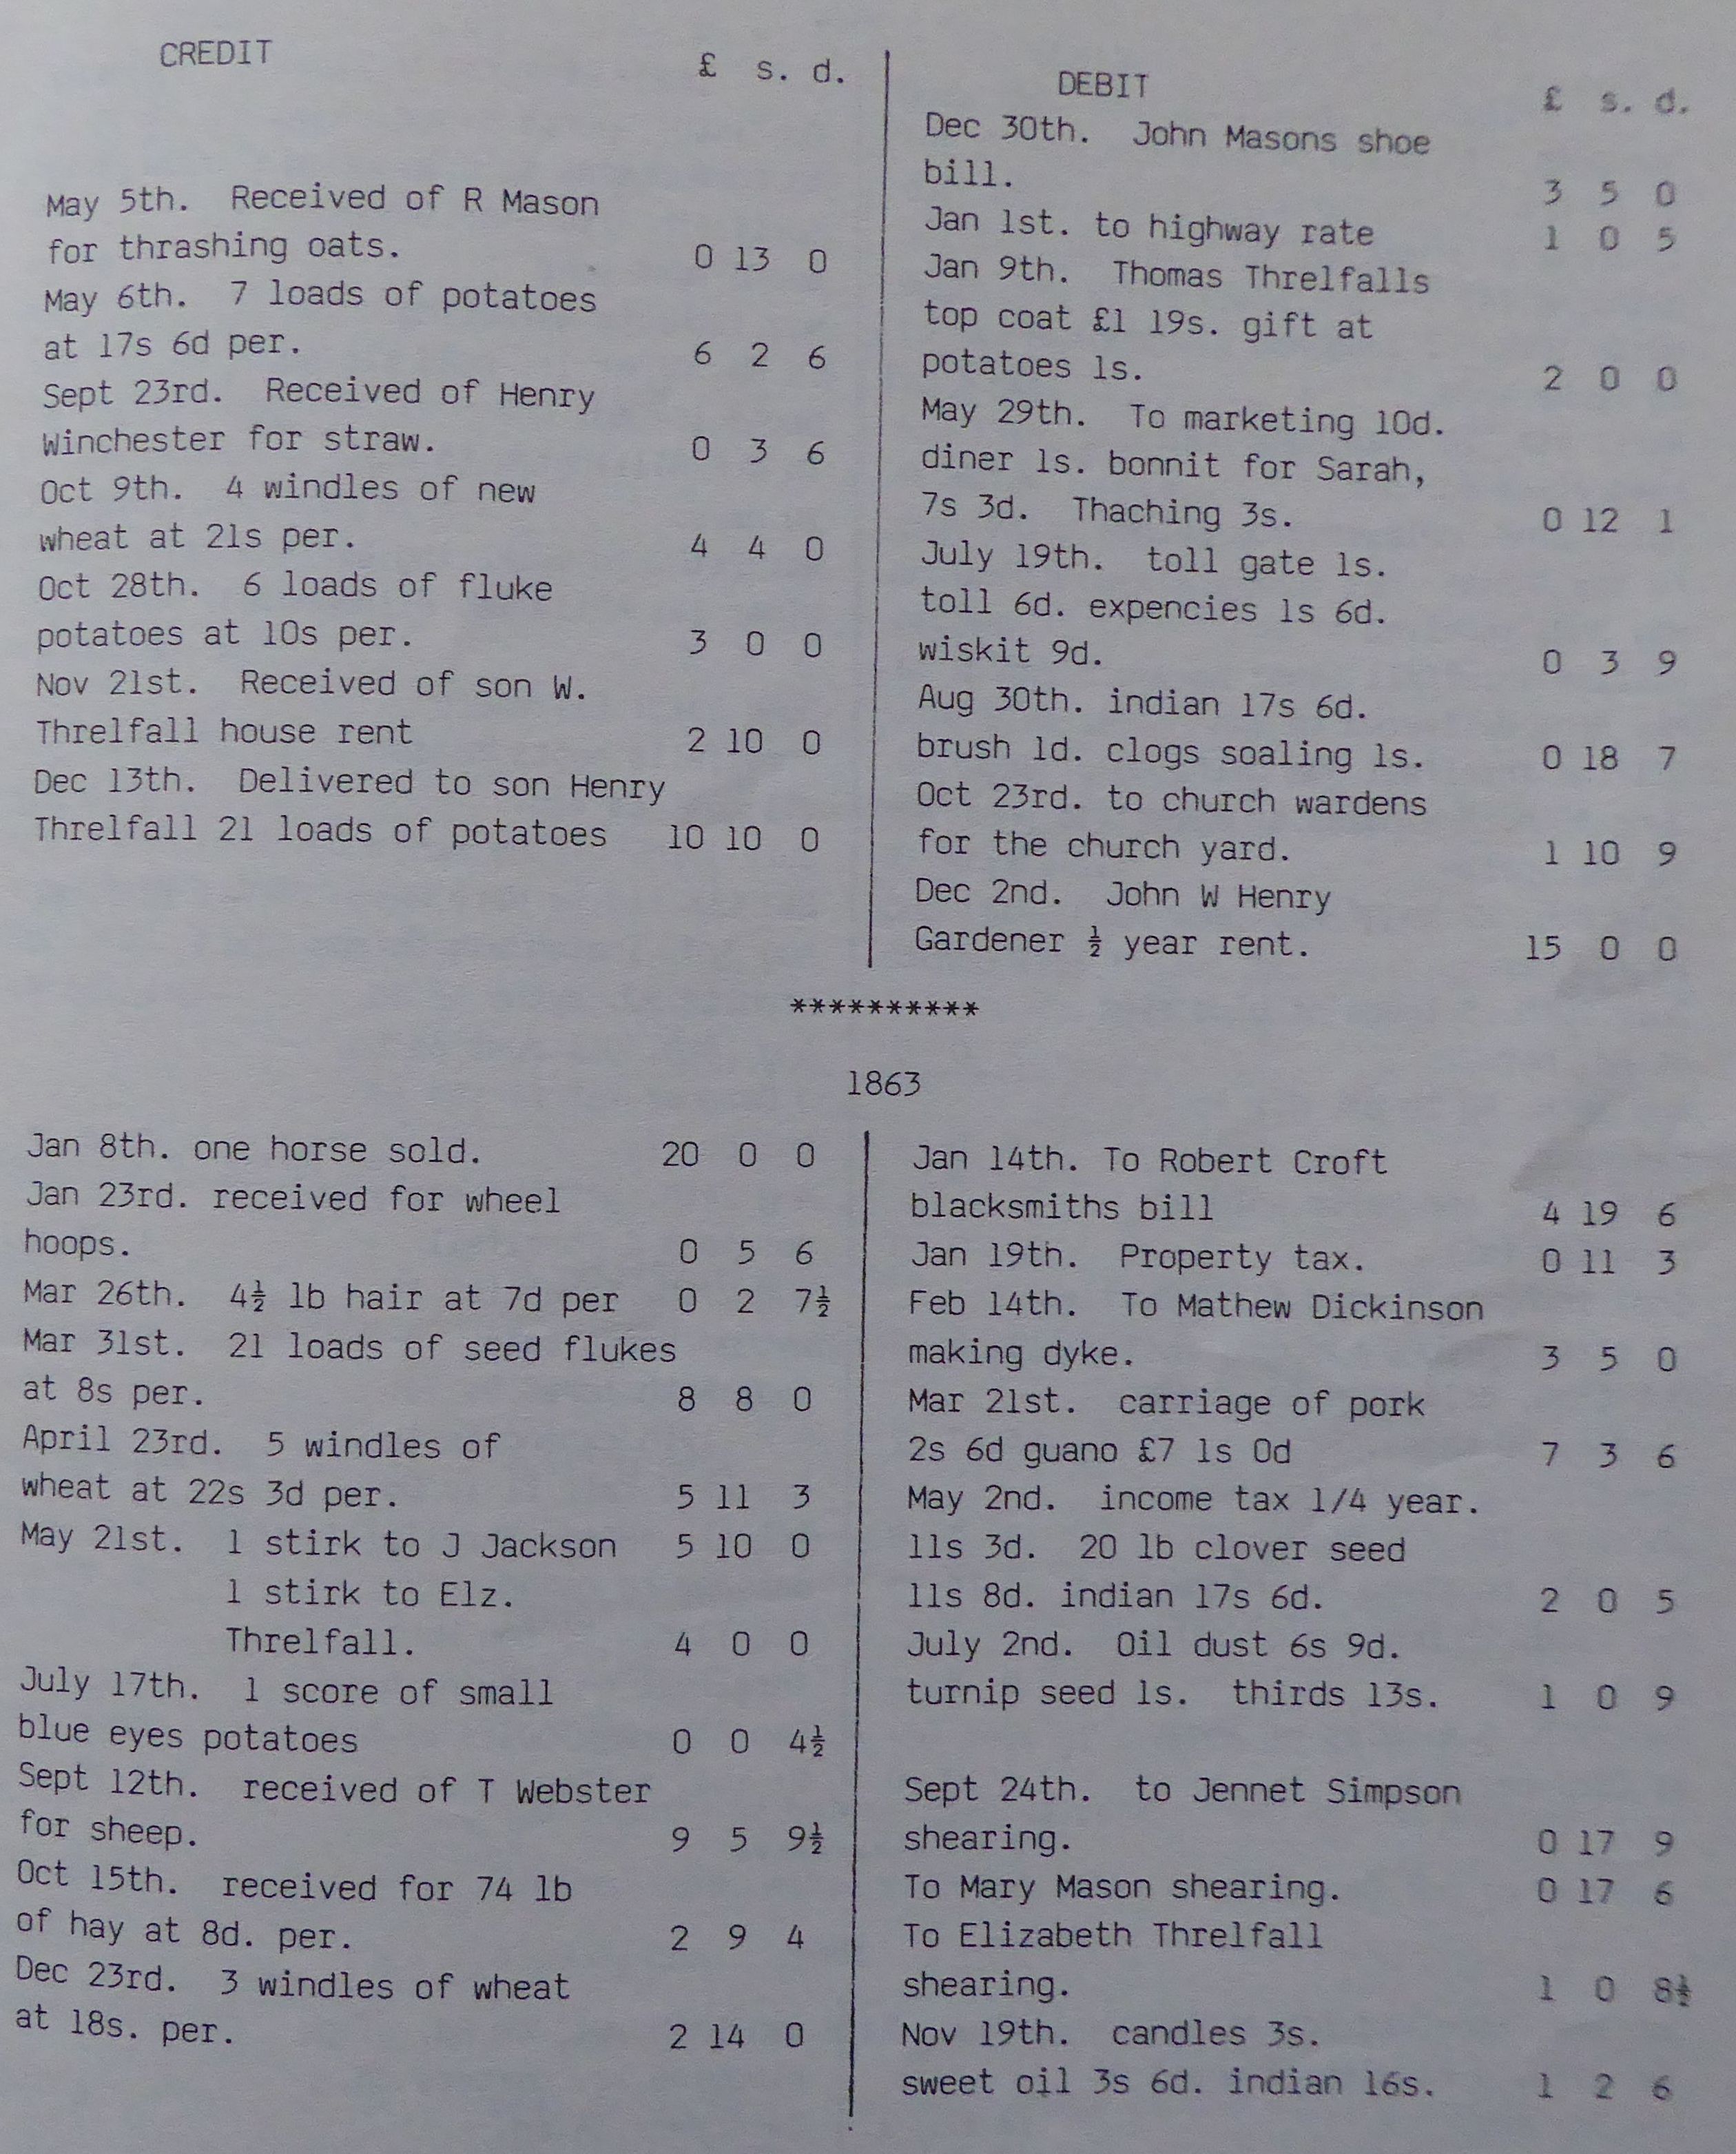 CREDIT £ s. d.
May 5th. Received of R Mason
for thrashing oats. 0 13 0
May 6th. 7 loads of potatoes
at 17s 6d per. 6 2 6
Sept 23rd. Received of Henry
Winchester for straw. 0 3 6
Oct 9th. 4 windles of new
wheat at 21s per. 4 4 0
Oct 28th. 6 loads of fluke
potatoes at 10s per. 3 0 0
Nov 21st. Received of son W.
Threlfall house rent 2 10 0
Dec 13th. Delivered to son Henry
Threlfall 21 loads of potatoes 10 10 0
DEBIT £ s. d.
Dec 30th. John Masons shoe
bill. 3 5 0
Jan 1st. to highway rate 1 0 5
Jan 9th. Thomas Threlfalls
top coat £1 19s. gift at
potatoes 1s. 2 0 0
May 29th. To marketing 10d.
diner 1s. bonnit for Sarah,
7s 3d. Thaching 3s. 0 12 1
July 19th. toll gate 1s.
toll 6d. expencies 1s 6d.
wiskit 9d. 0 3 9
Aug 30th. indian 17s 6d.
brush 1d. clogs soaling 1s. 0 18 7
Oct 23rd. to church wardens
for the church yard. 1 10 9
Dec 2nd. John W Henry
Gardener ½ year rent. 15 0 0
**********
1863
Jan 8th. one horse sold. 20 0 0
Jan 23rd. received for wheel
hoops. 0 5 6
Mar 26th. 4½ lb hair at 7d per 0 2 7½
Mar 31st. 21 loads of seed flukes
at 8s per. 8 8 0
April 23rd. 5 windles of
wheat at 22s 3d per. 5 11 3
May 21st. 1 stirk to J Jackson 5 10 0
1 stirk to Elz.
Threlfall. 4 0 0
July 17th. 1 score of small
blue eyes potatoes 0 0 4½
Sept 12th. received of T Webster
for sheep. 9 5 9½
Oct 15th. received for 74 lb
of hay at 8d. per. 2 9 4
Dec 23rd. 3 windles of wheat
at 18s. per. 2 14 0
Jan 14th. To Robert Croft
blacksmiths bill 4 19 6
Jan 19th. Property tax. 0 11 3
Feb 14th. To Mathew Dickinson
making dyke. 3 5 0
Mar 21st. carriage of pork
2s 6d guano £7 1s 0d 7 3 6
May 2nd. income tax 1/4 year.
11s 3d. 20 lb clover seed
11s 8d. indian 17s 6d. 2 0 5
July 2nd. Oil dust 6s 9d.
turnip seed 1s. thirds 13s. 1 0 9
Sept 24th. to Jennet Simpson
shearing. 0 17 9
To Mary Mason shearing. 0 17 6
To Elizabeth Threlfall
shearing. 1 0 8½
Nov 19th. candles 3s.
sweet oil 3s 6d. indian 16s. 1 2 6